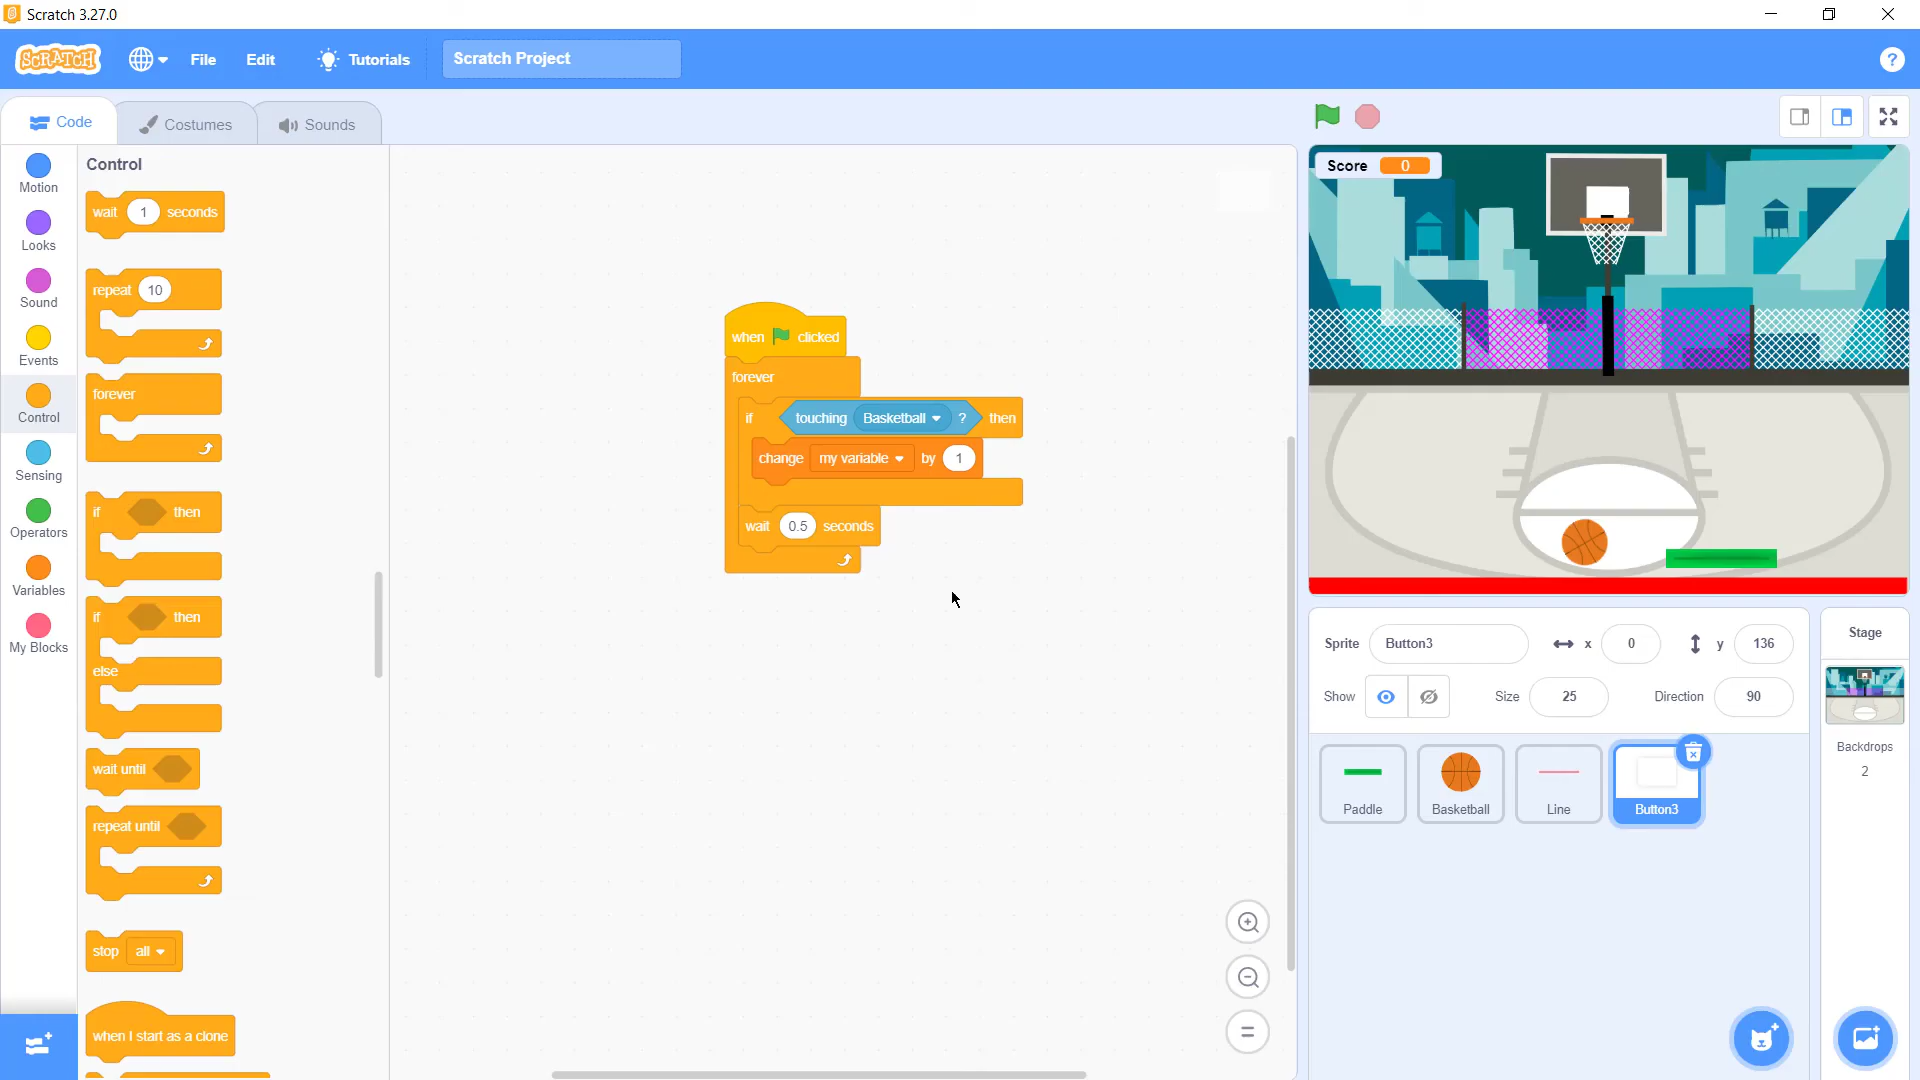 Scratch 3.27.0
SCRATCH
File
Edit
Tutorials
Scratch Project
?
Code
Costumes
Sounds
Motion
Looks
Sound
Events
Control
Sensing
Operators
Variables
My Blocks
Control
wait 1 seconds
repeat 10
forever
if then
if then
else
wait until
repeat until
stop all
when I start as a clone
when clicked
forever
if touching Basketball ? then
change my variable by 1
wait 0.5 seconds
Score 0
Sprite Button3 x 0 y 136
Show Size 25 Direction 90
Paddle
Basketball
Line
Button3
Stage
Backdrops
2